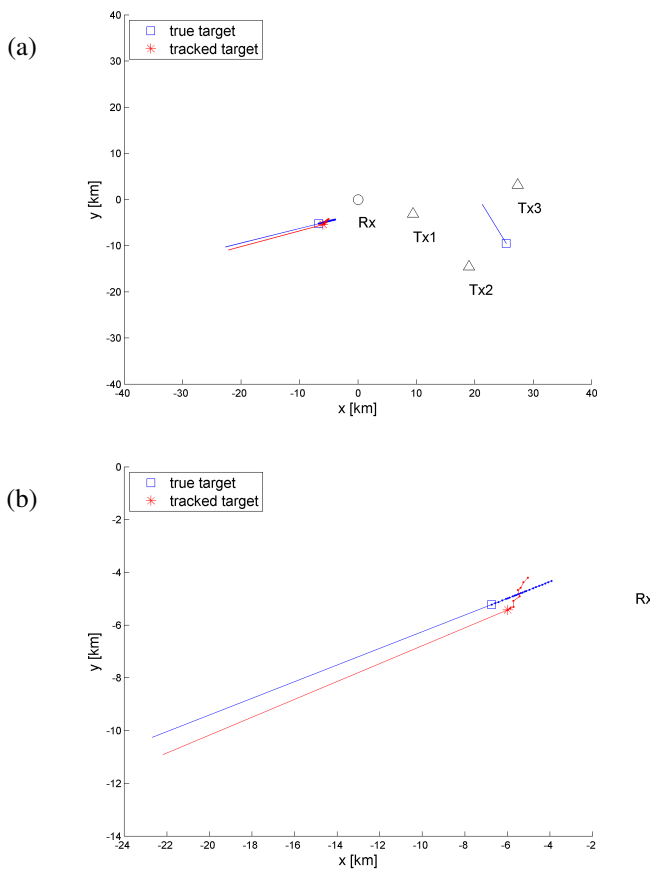 (a)
true target
tracked target
40
30
20
10
0
-10
-20
-30
-40
y [km]
Rx
Tx1
Tx2
Tx3
-40 -30 -20 -10 0 10 20 30 40
x [km]
(b)
true target
tracked target
0
-2
-4
-6
-8
-10
-12
-14
y [km]
Rx
-24 -22 -20 -18 -16 -14 -12 -10 -8 -6 -4 -2
x [km]